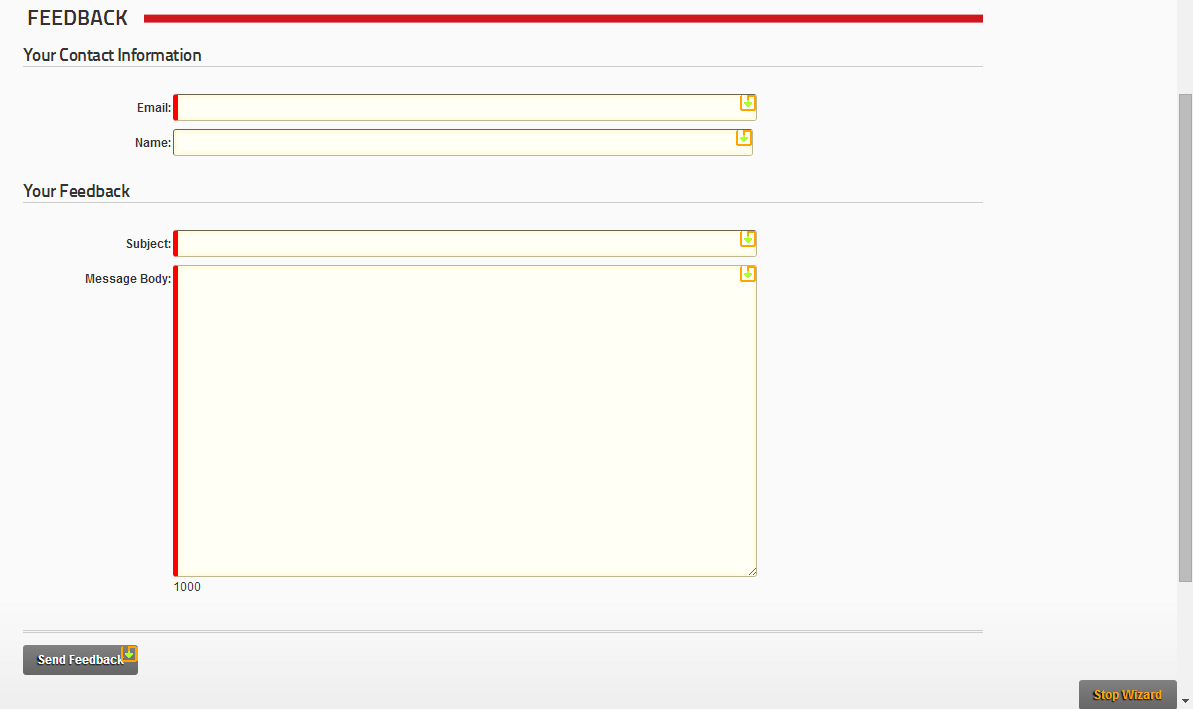 FEEDBACK
Your Contact Information
Email:
Name:
Your Feedback
Subject:
Message Body:
1000
Send Feedback
Stop Wizard